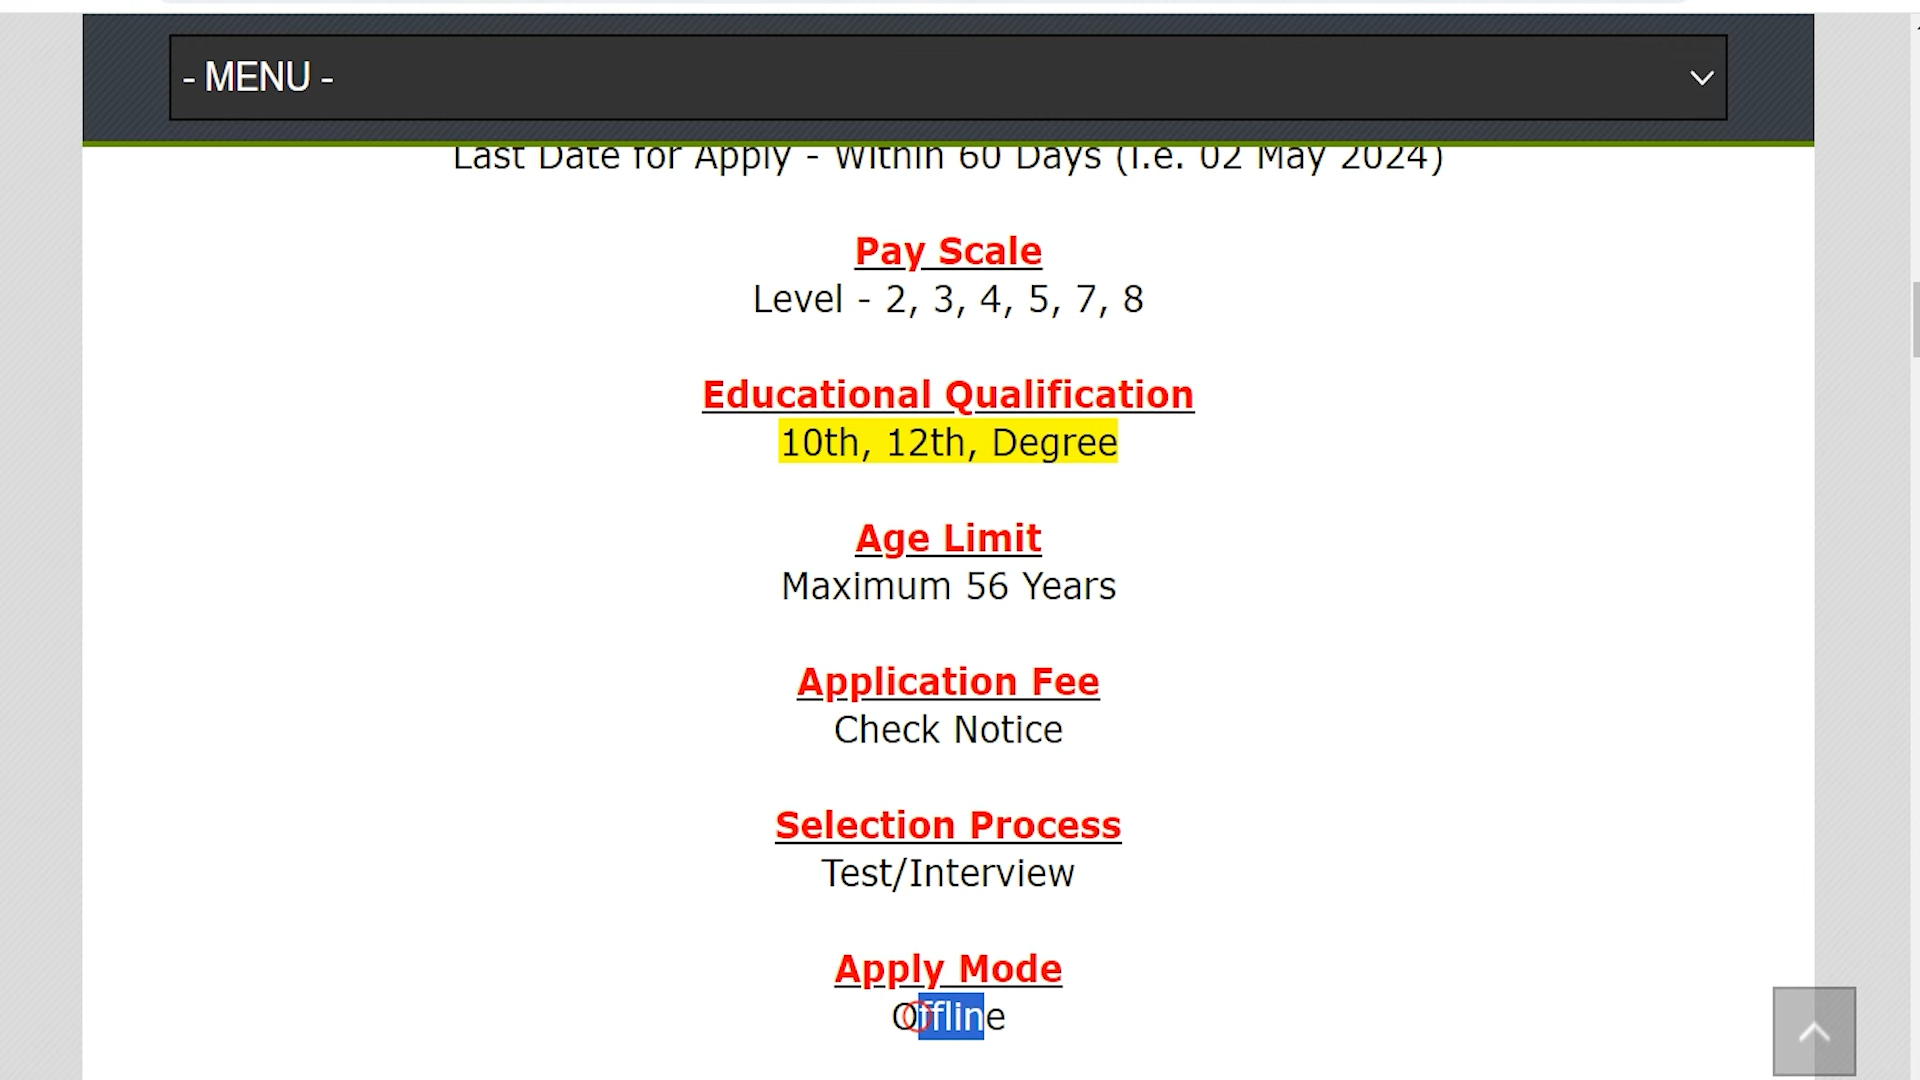 - MENU -
Last Date for Apply - Within 60 Days (i.e. 02 May 2024)
Pay Scale
Level - 2, 3, 4, 5, 7, 8
Educational Qualification
10th, 12th, Degree
Age Limit
Maximum 56 Years
Application Fee
Check Notice
Selection Process
Test/Interview
Apply Mode
Offline